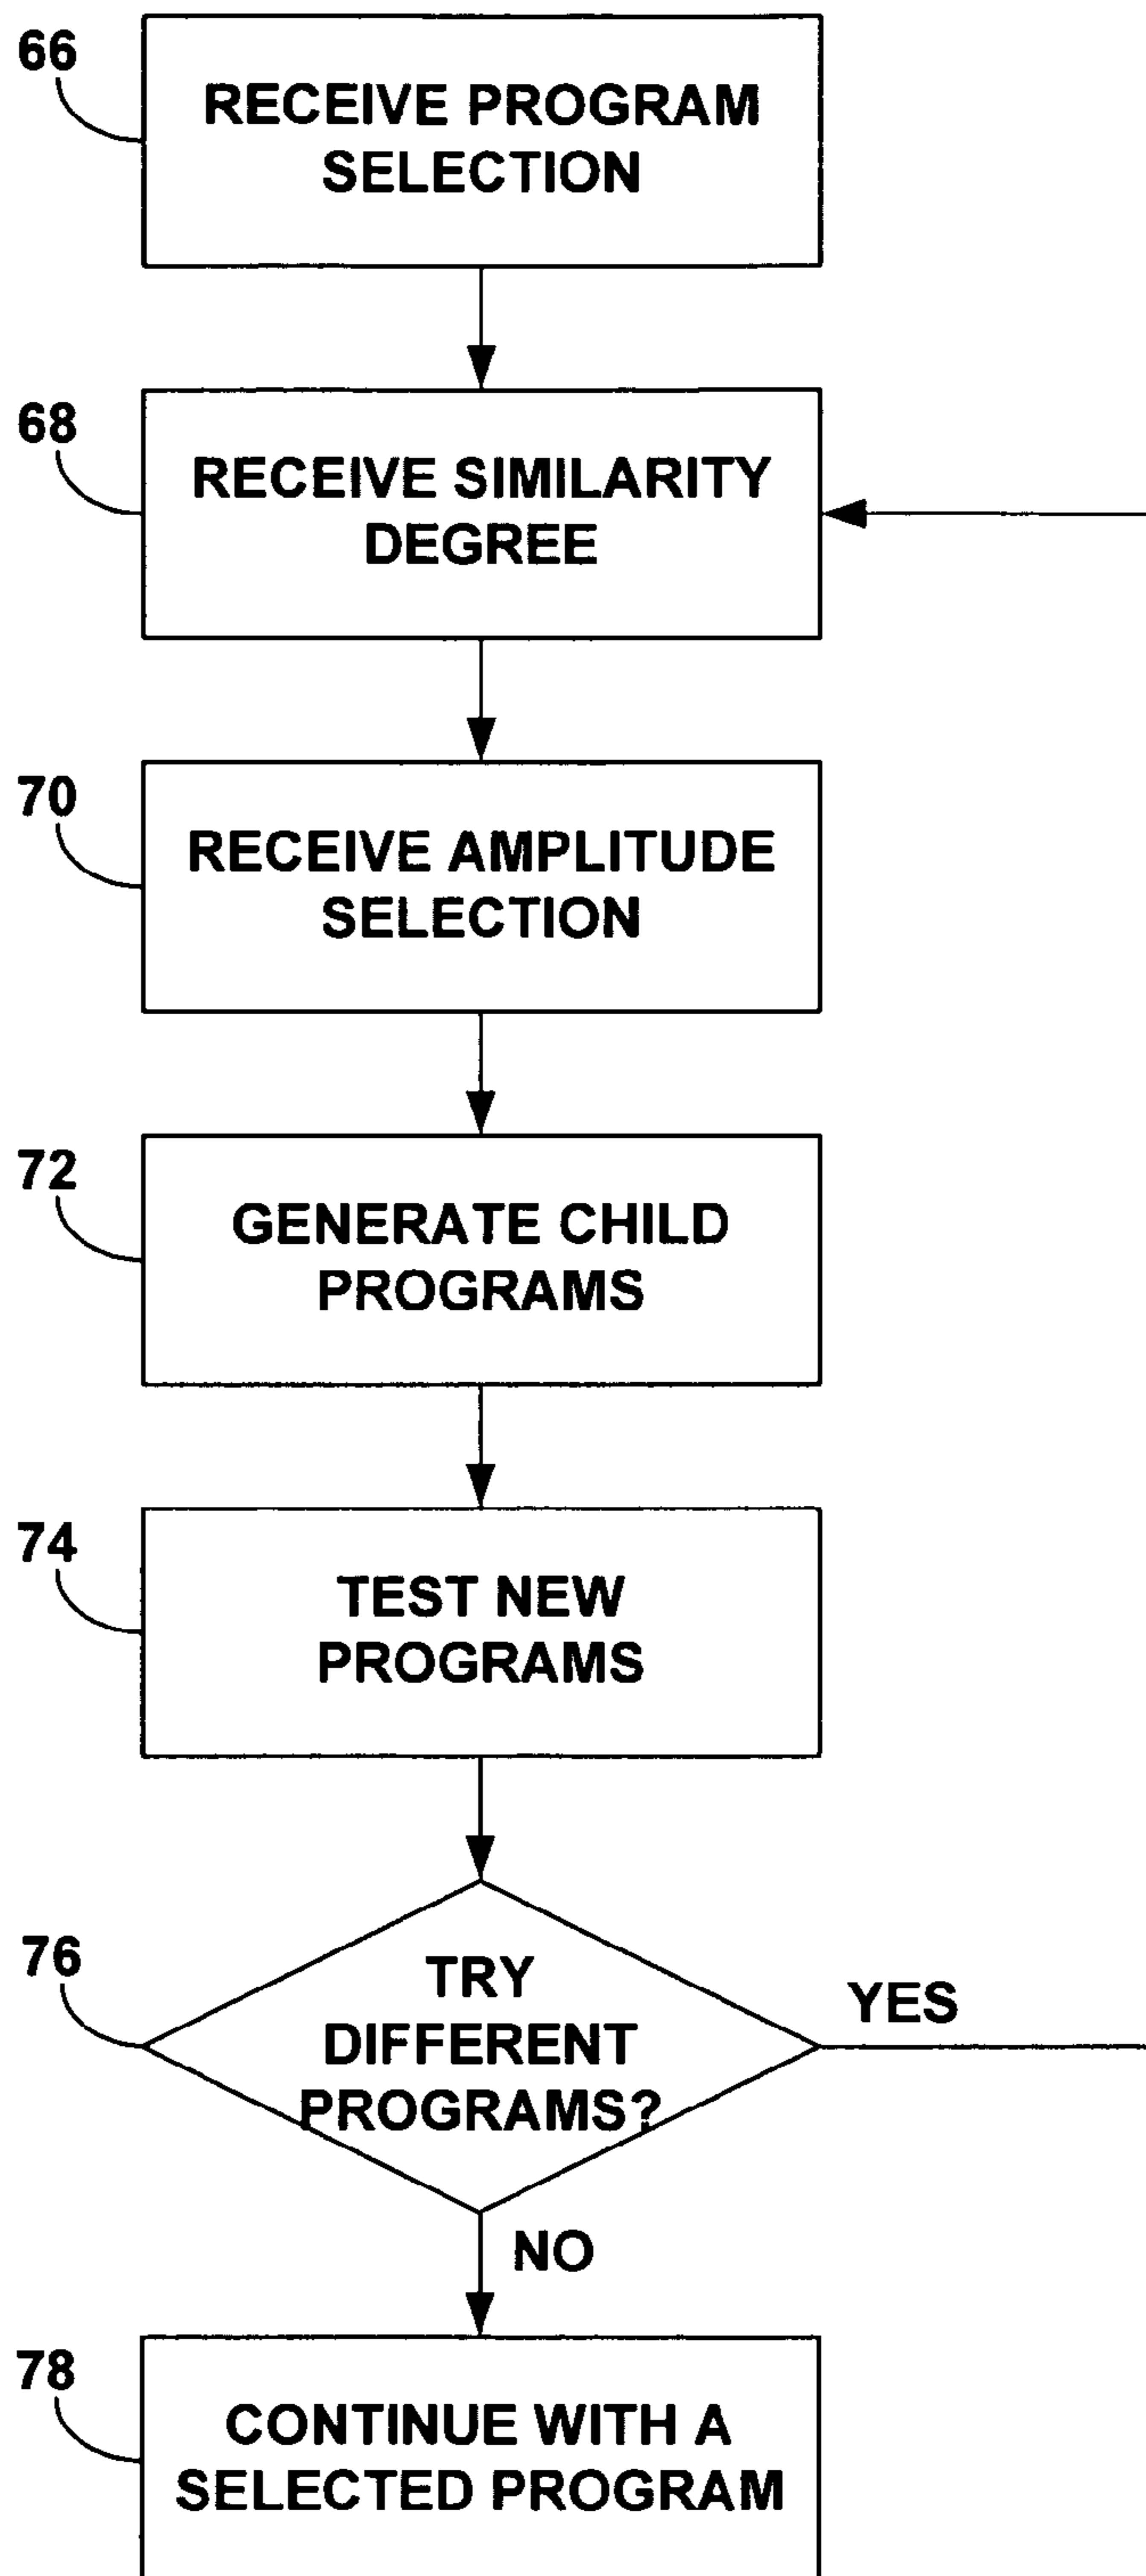 66
RECEIVE PROGRAM
SELECTION
68
RECEIVE SIMILARITY
DEGREE
70
RECEIVE AMPLITUDE
SELECTION
72
GENERATE CHILD
PROGRAMS
74
TEST NEW
PROGRAMS
76
TRY
DIFFERENT
PROGRAMS?
YES
NO
78
CONTINUE WITH A
SELECTED PROGRAM